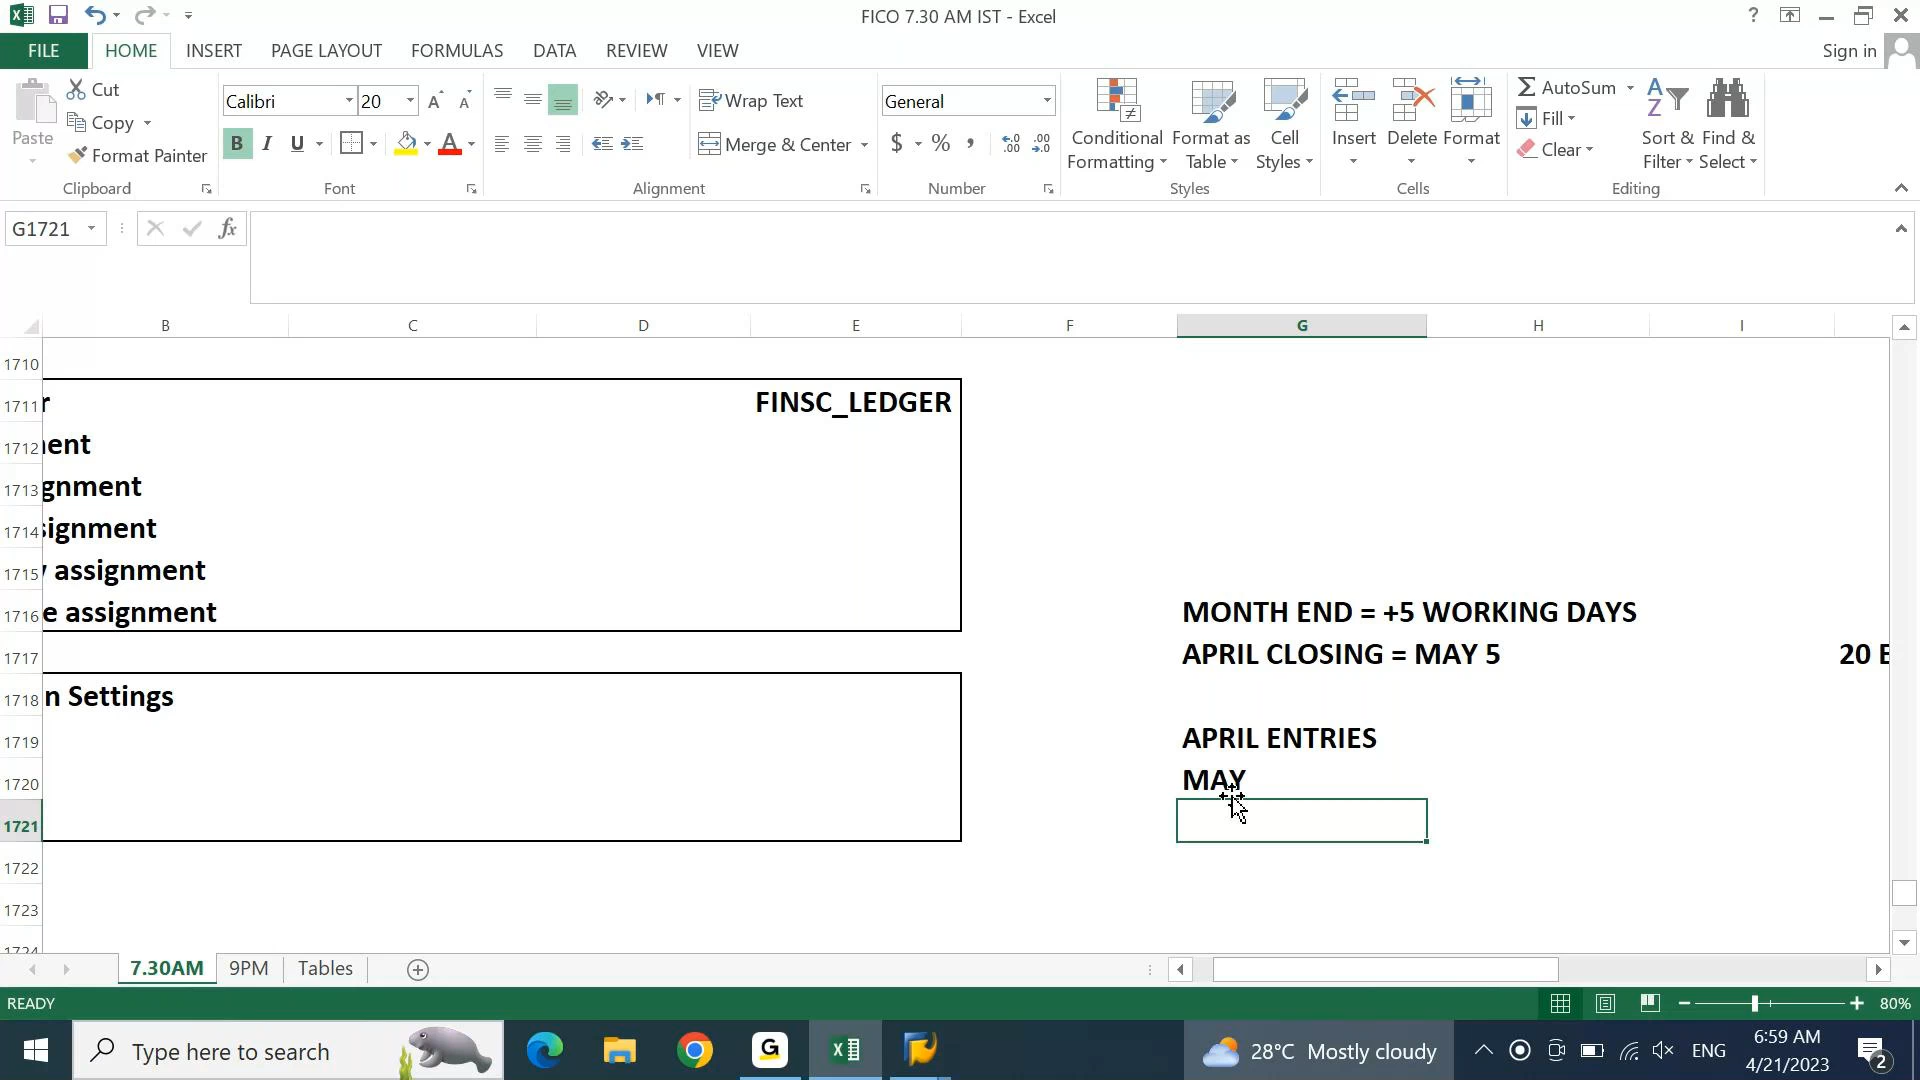 FICO 7.30 AM IST - Excel
?
FILE
HOME
INSERT
PAGE LAYOUT
FORMULAS
DATA
REVIEW
VIEW
Sign in
Paste
Cut
Copy
Format Painter
Clipboard
Calibri
20
A A
B I U
A
Font
Wrap Text
Merge & Center
Alignment
General
$ % ,
Number
Conditional
Formatting
Format as
Table
Cell
Styles
Styles
Insert
Delete
Format
Cells
AutoSum
Fill
Clear
Sort &
Filter
Find &
Select
Editing
G1721
fx
B C D E F G H I
1710
1711 r FINSC_LEDGER
1712 ent
1713 gnment
1714 signment
1715 assignment
1716 e assignment MONTH END = +5 WORKING DAYS
1717 APRIL CLOSING = MAY 5 20 E
1718 n Settings
1719 APRIL ENTRIES
1720 MAY
1721
1722
1723
1724
7.30AM
9PM
Tables
READY
80%
Type here to search
28°C Mostly cloudy
ENG
6:59 AM
4/21/2023
2